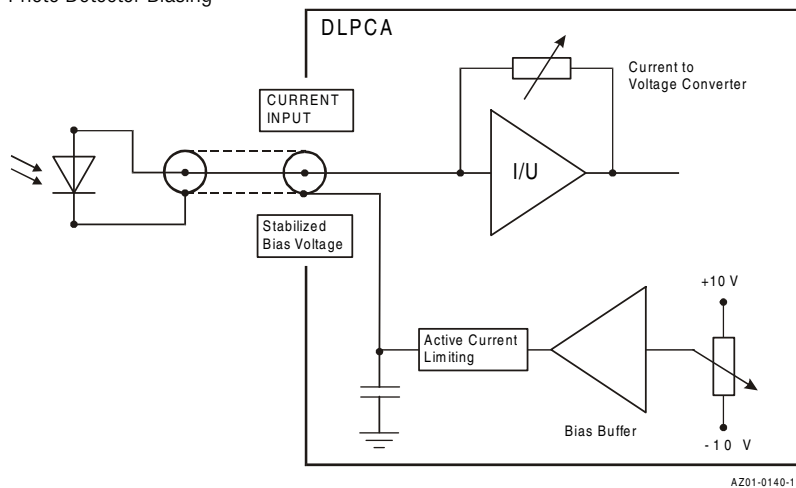 Photo Detector Biasing
DLPCA
CURRENT
INPUT
Current to
Voltage Converter
I/U
Stabilized
Bias Voltage
+10 V
Active Current
Limiting
Bias Buffer
-10 V
AZ01-0140-1